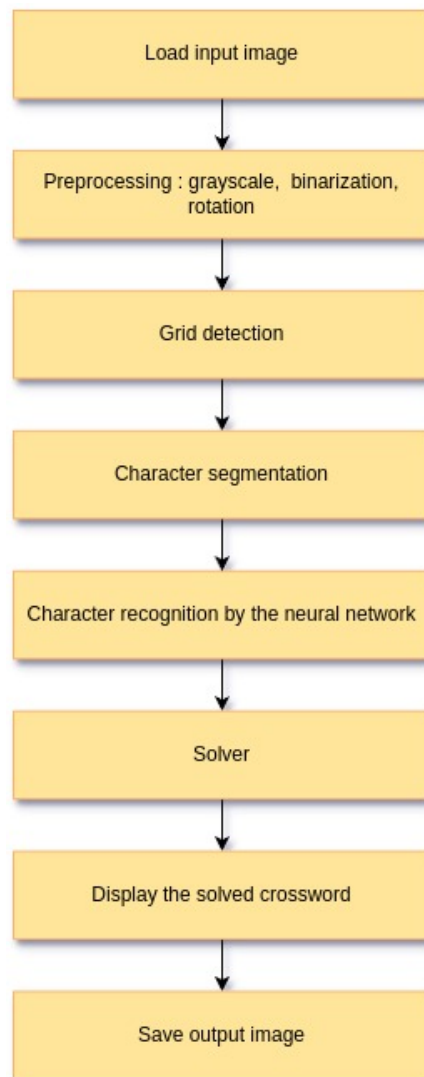 Load input image
Preprocessing : grayscale, binarization,
rotation
Grid detection
Character segmentation
Character recognition by the neural network
Solver
Display the solved crossword
Save output image